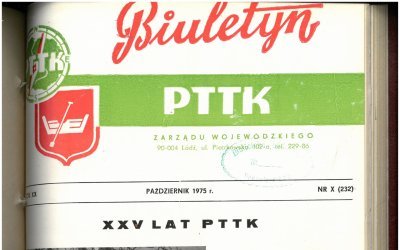 Biuletyn
PTTK
PTTK
ZARZĄDU WOJEWÓDZKIEGO
90-004 Łódź, ul. Piotrkowska 102-a, tel. 229-86
IX
PAŹDZIERNIK 1975 r.
NR X (232)
XXV LAT PTTK